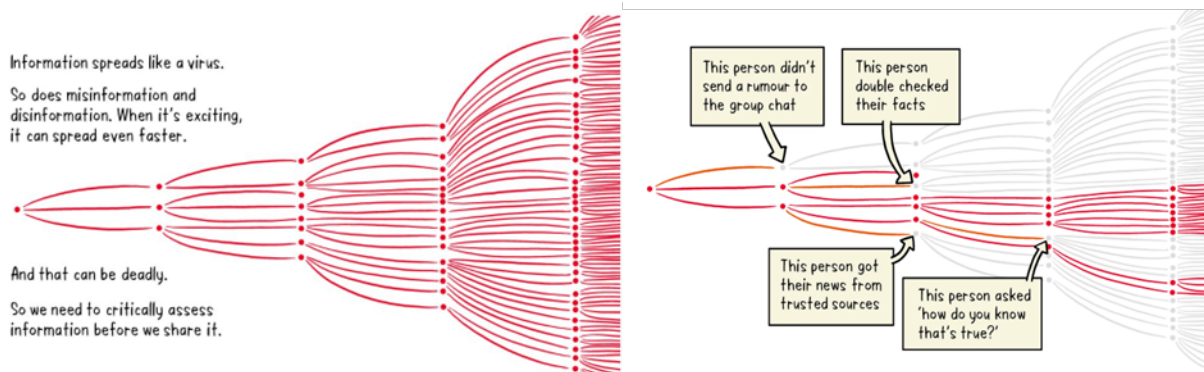 Information spreads like a virus.
So does misinformation and
disinformation. When it's exciting,
it can spread even faster.
And that can be deadly.
So we need to critically assess
information before we share it.
This person didn't
send a rumour to
the group chat
This person
double checked
their facts
This person got
their news from
trusted sources
This person asked
'how do you know
that's true?'